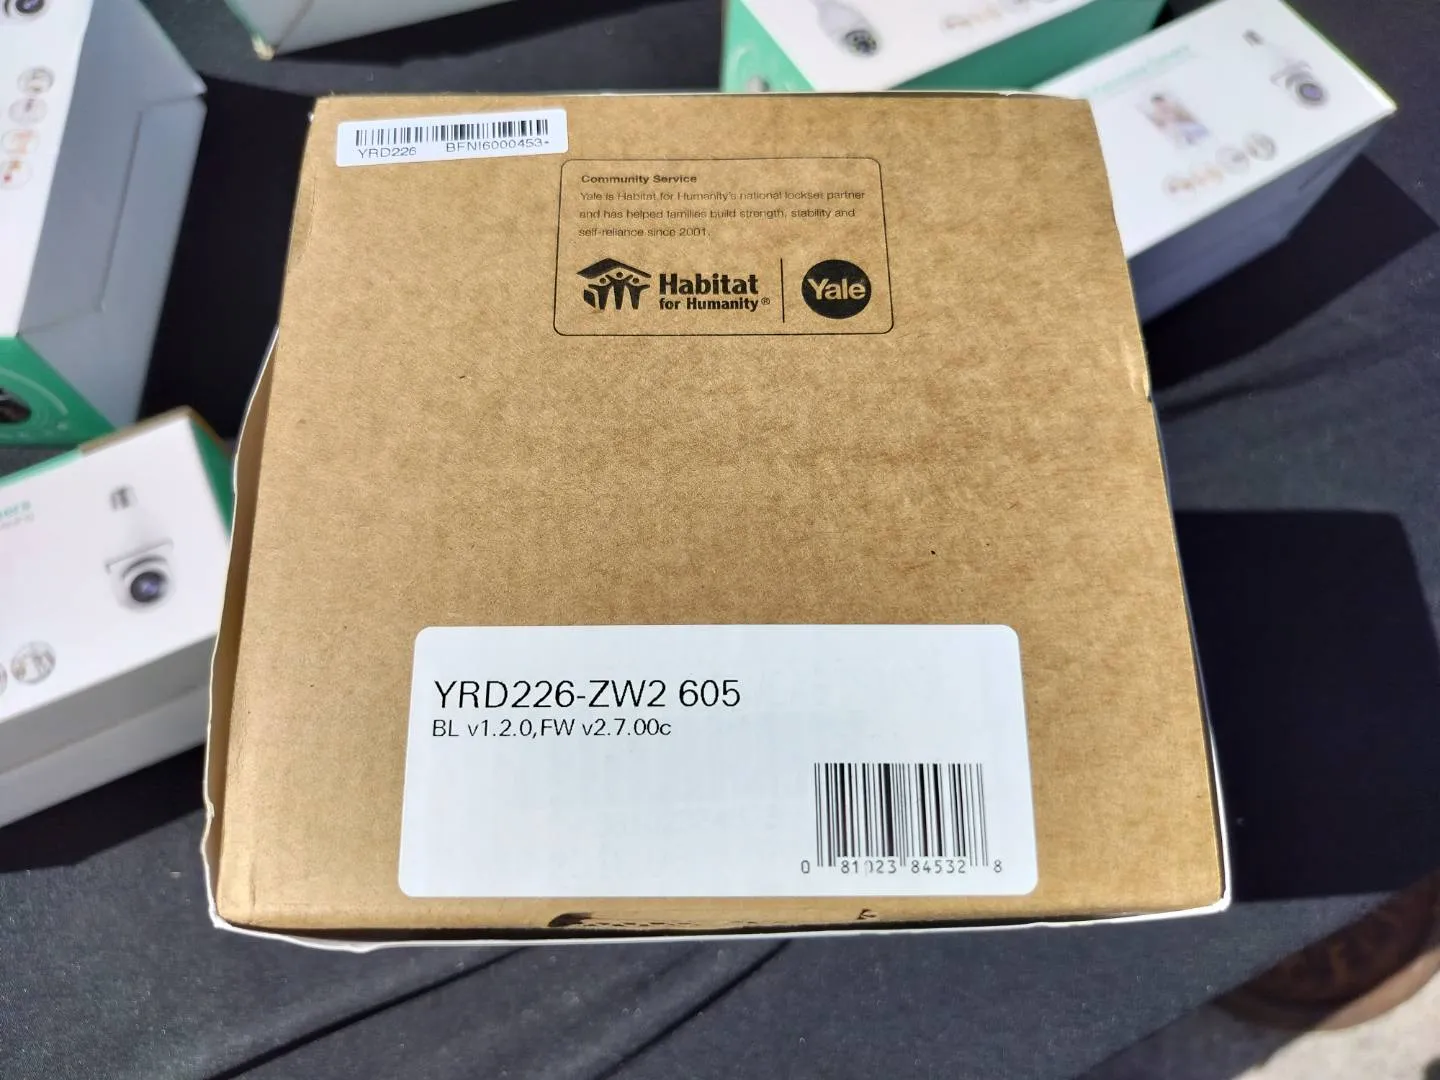 YRD226 BFNI6000453-
Community Service
Yale is Habitat for Humanity's national lockset partner
and has helped families build strength, stability and
self-reliance since 2001.
Habitat
for Humanity®
Yale
YRD226-ZW2 605
BL v1.2.0,FW v2.7.00c
0 81023 84532 8